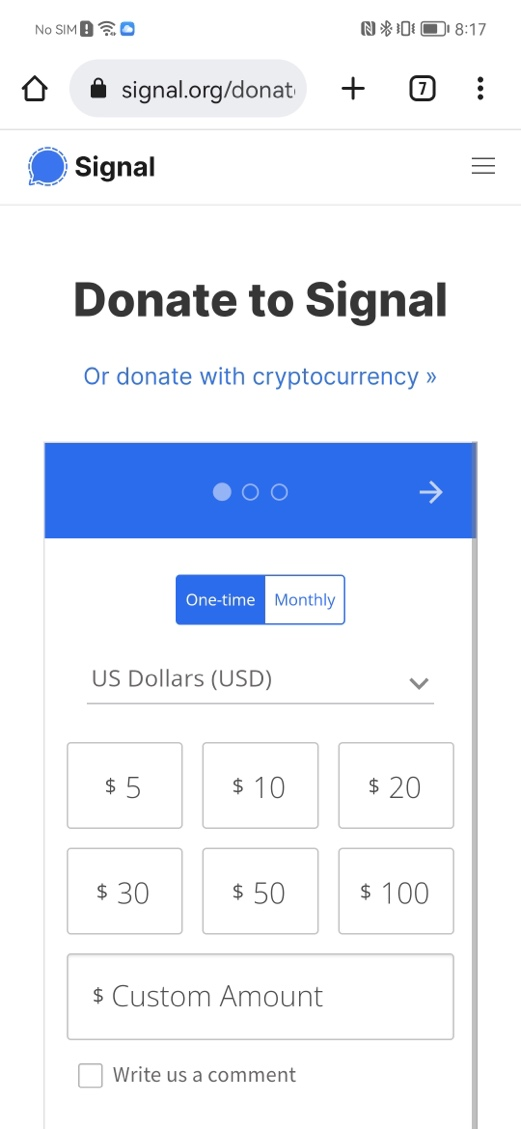 No SIM 8:17
signal.org/donat
7
Signal
Donate to Signal
Or donate with cryptocurrency »
One-time Monthly
US Dollars (USD)
$ 5 $ 10 $ 20
$ 30 $ 50 $ 100
$ Custom Amount
Write us a comment